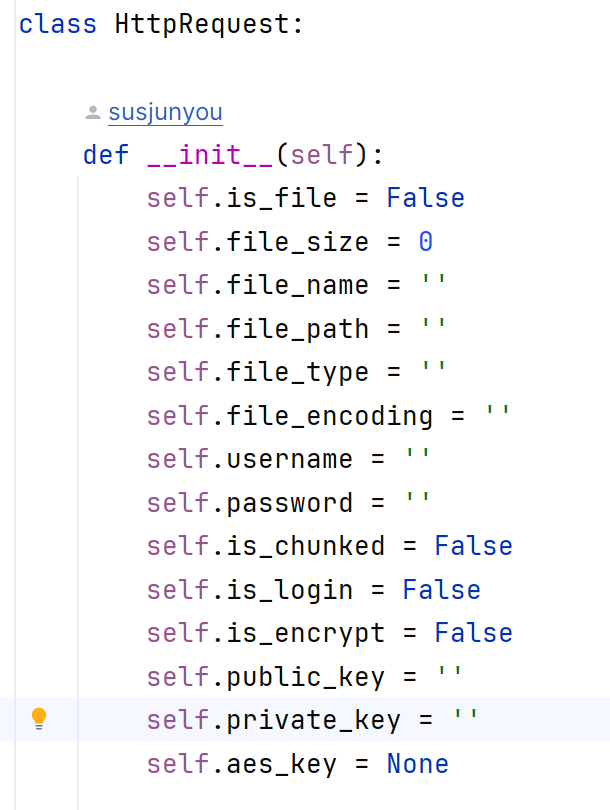 class HttpRequest:
susjunyou
def __init__(self):
self.is_file = False
self.file_size = 0
self.file_name = ''
self.file_path = ''
self.file_type = ''
self.file_encoding = ''
self.username = ''
self.password = ''
self.is_chunked = False
self.is_login = False
self.is_encrypt = False
self.public_key = ''
self.private_key = ''
self.aes_key = None